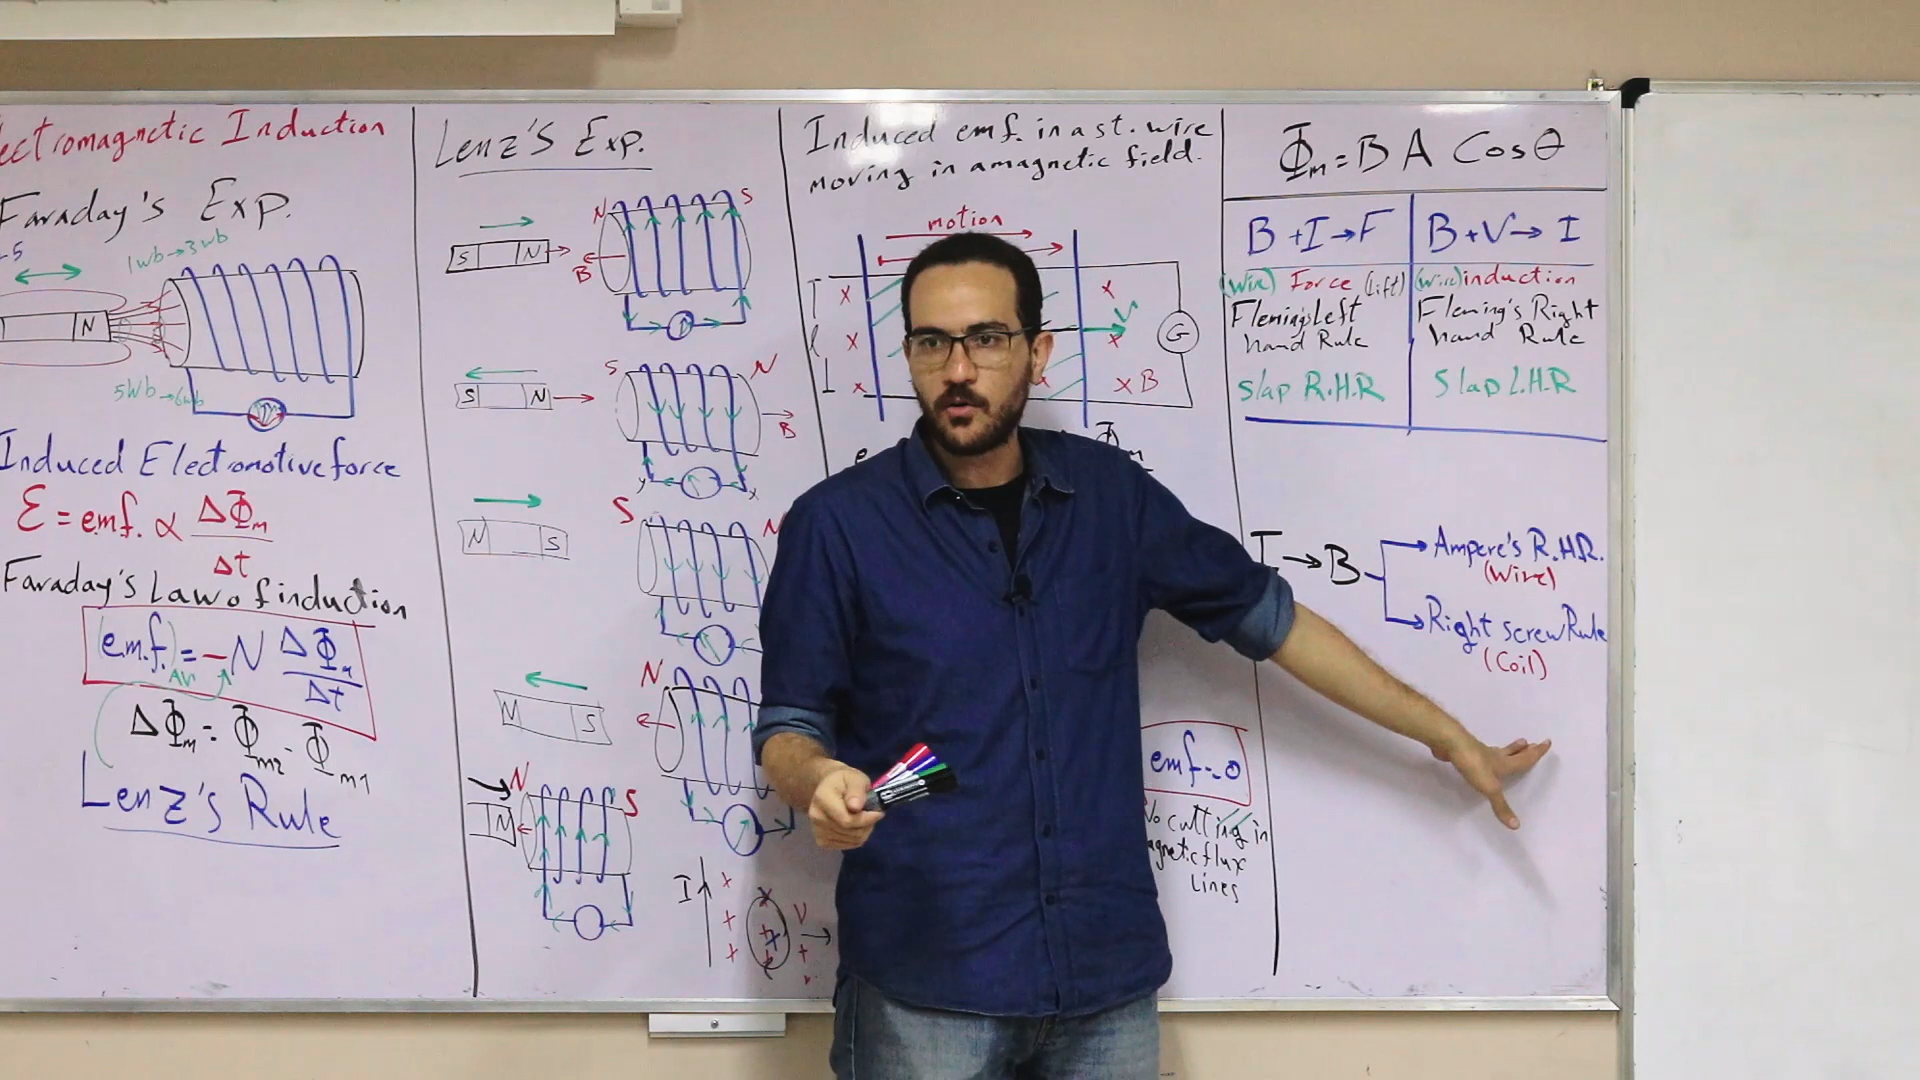 Electromagnetic Induction
Faraday's Exp.
1wb→3wb
N
5wb→6wb
Induced Electromotive force
Ɛ = emf. ∝ ΔΦm
Δt
Faraday's Law of induction
(e.m.f.)Av = -N ΔΦm
Δt
ΔΦm = Φm2 - Φm1
Lenz's Rule
Lenz'S Exp.
S N
B
N S
S N
S N
B
y x
N S
S N
N S
N
N
N S
I
V
Induced emf. in a st. wire
moving in a magnetic field.
motion
l
V
G
B
Φm
emf=0
No cutting in
magnetic flux
Lines
Φm = B A Cosθ
B + I → F
(Wire) Force (Lift)
Fleming's Left
hand Rule
Slap R.H.R
B + V → I
(Wire) induction
Fleming's Right
hand Rule
Slap L.H.R
I → B
Ampere's R.H.R.
(Wire)
Right screw Rule
(Coil)